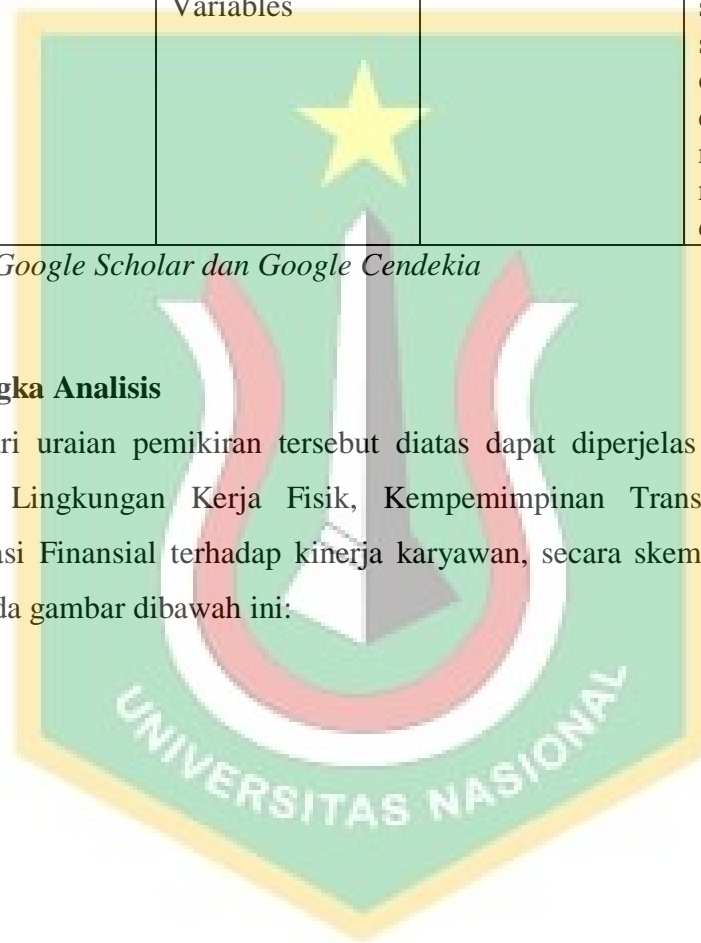 Variables
Google Scholar dan Google Cendekia
gka Analisis
ri uraian pemikiran tersebut diatas dapat diperjelas
Lingkungan Kerja Fisik, Kempemimpinan Trans
asi Finansial terhadap kinerja karyawan, secara skem
da gambar dibawah ini:
UNIVERSITAS NASIONAL